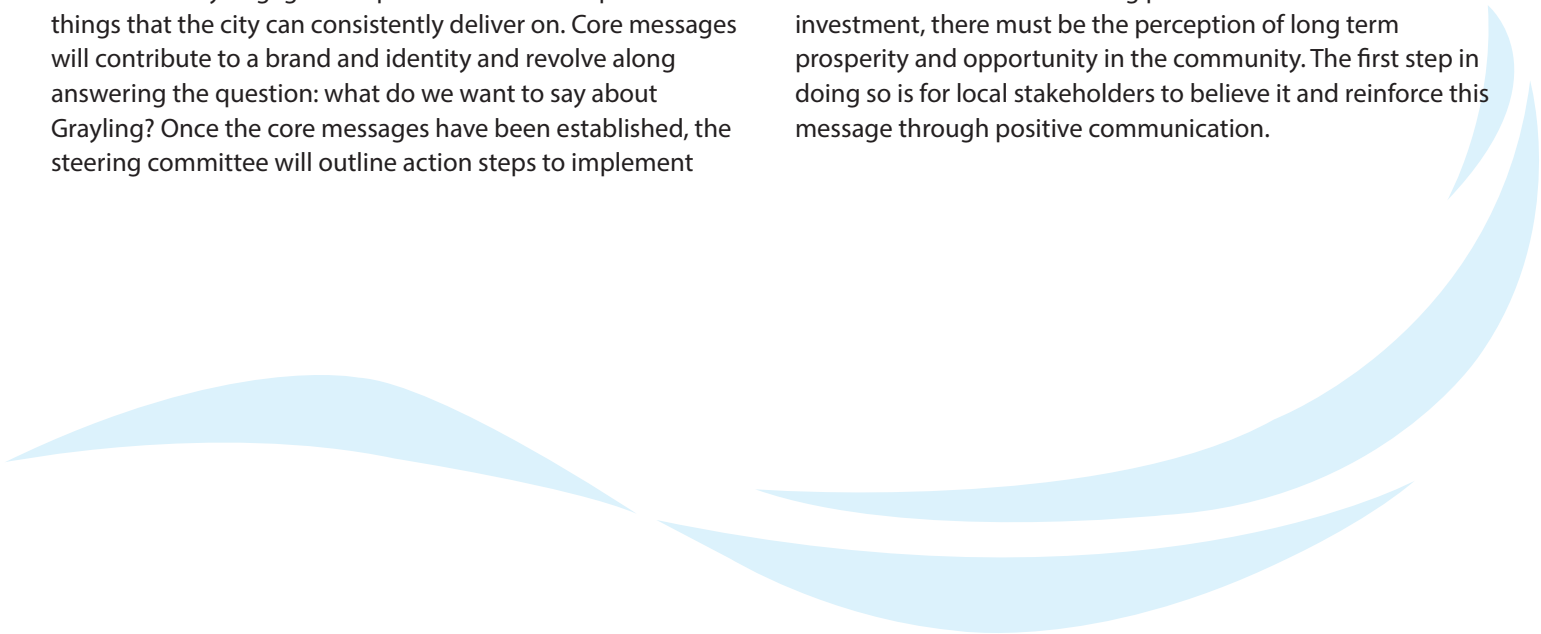 things that the city can consistently deliver on. Core messages
will contribute to a brand and identity and revolve along
answering the question: what do we want to say about
Grayling? Once the core messages have been established, the
steering committee will outline action steps to implement
investment, there must be the perception of long term
prosperity and opportunity in the community. The first step in
doing so is for local stakeholders to believe it and reinforce this
message through positive communication.